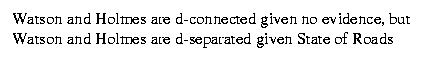 Watson and Holmes are d-connected given no evidence, but
Watson and Holmes are d-separated given State of Roads